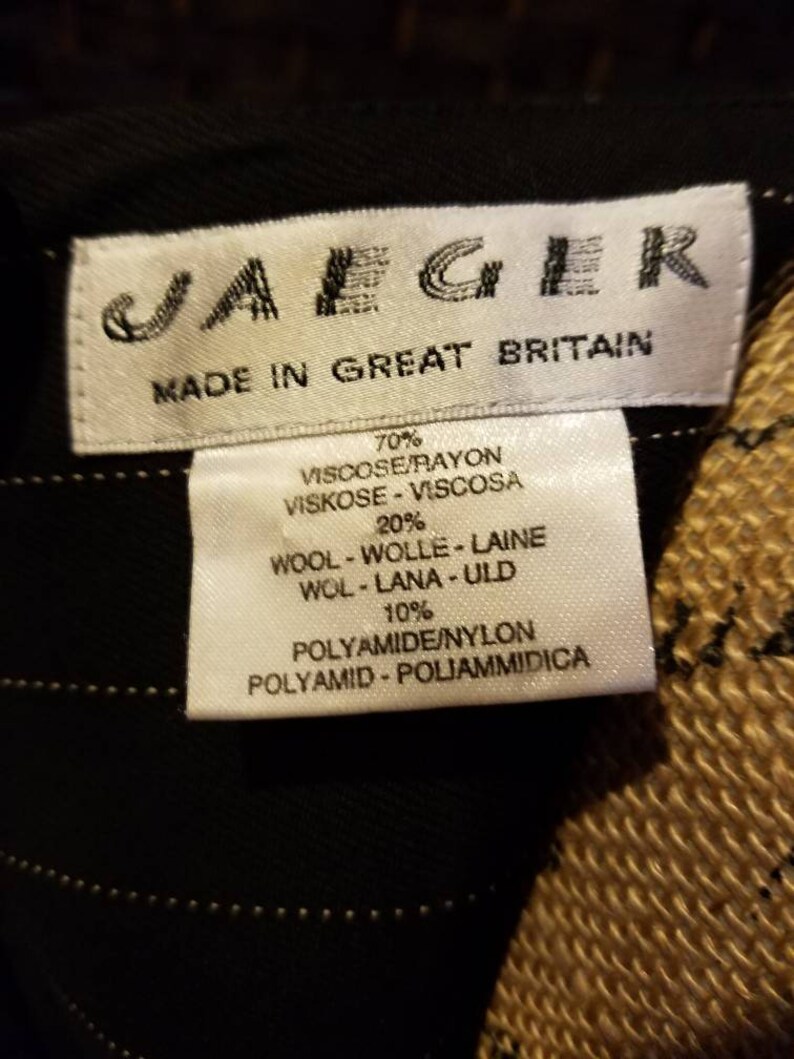 JAEGER
MADE IN GREAT BRITAIN
70%
VISCOSE/RAYON
VISKOSE - VISCOSA
20%
WOOL - WOLLE - LAINE
WOL - LANA - ULD
10%
POLYAMIDE/NYLON
POLYAMID - POLIAMMIDICA